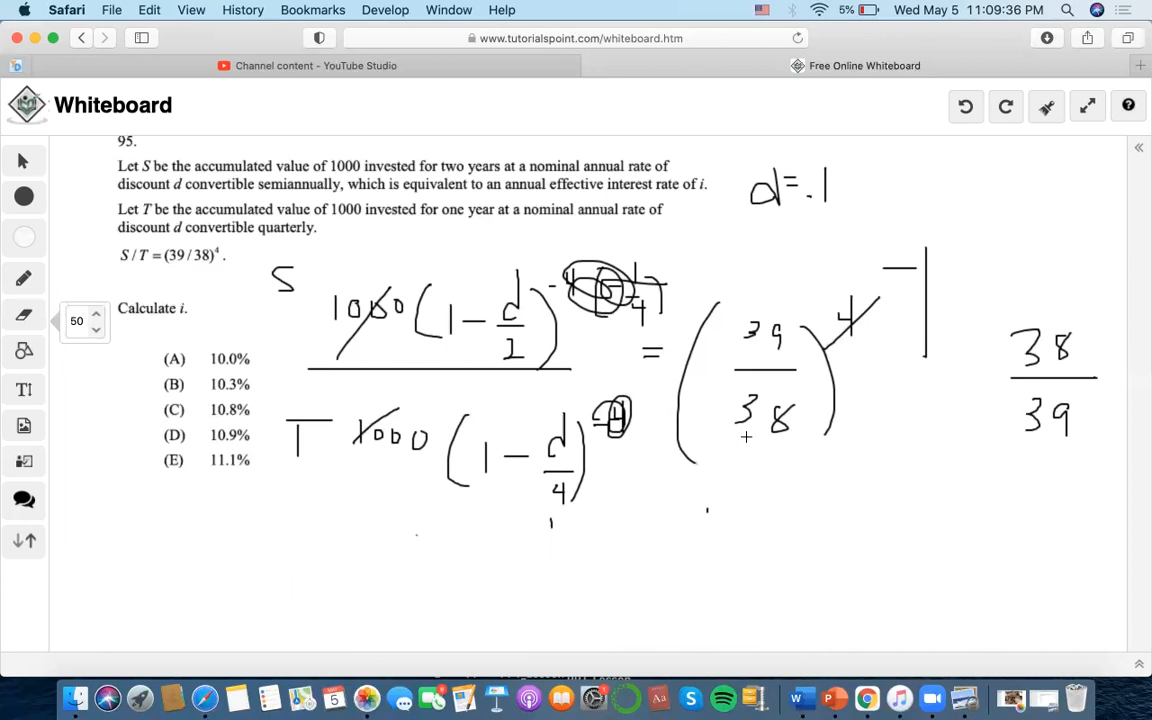 Safari File Edit View History Bookmarks Develop Window Help 5% Wed May 5 11:09:36 PM
www.tutorialspoint.com/whiteboard.htm
Channel content - YouTube Studio Free Online Whiteboard
Whiteboard
95.
Let S be the accumulated value of 1000 invested for two years at a nominal annual rate of
discount d convertible semiannually, which is equivalent to an annual effective interest rate of i.
Let T be the accumulated value of 1000 invested for one year at a nominal annual rate of
discount d convertible quarterly.
S / T = (39 / 38)⁴ .
Calculate i.
(A) 10.0%
(B) 10.3%
(C) 10.8%
(D) 10.9%
(E) 11.1%
50
d = .1
S 1000 (1 - d/2)
T 1000 (1 - d/4)
= (39/38) 4
38
39